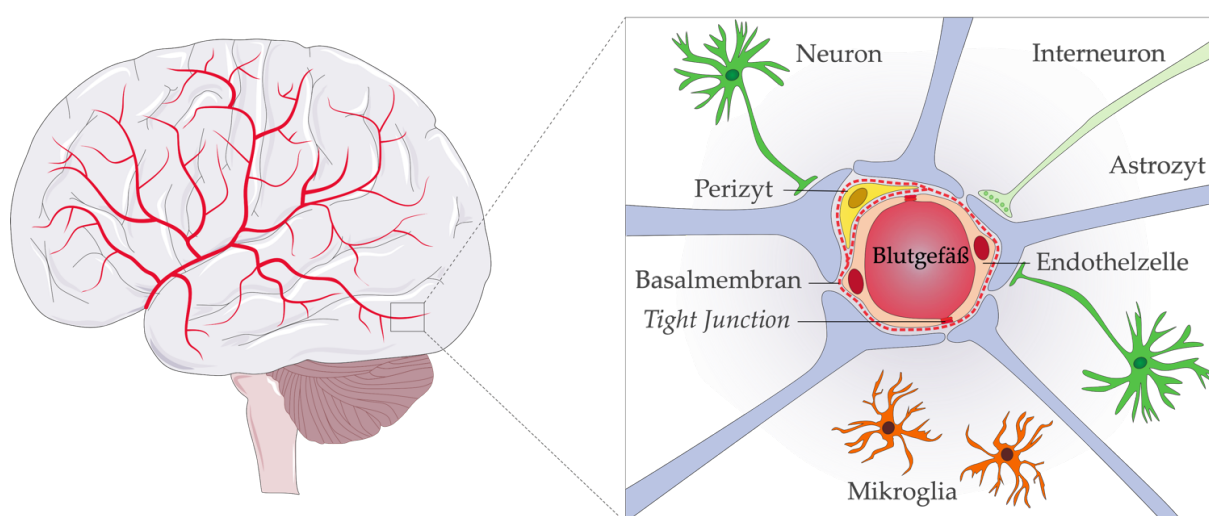 Neuron
Interneuron
Astrozyt
Perizyt
Blutgefäß
Endothelzelle
Basalmembran
Tight Junction
Mikroglia